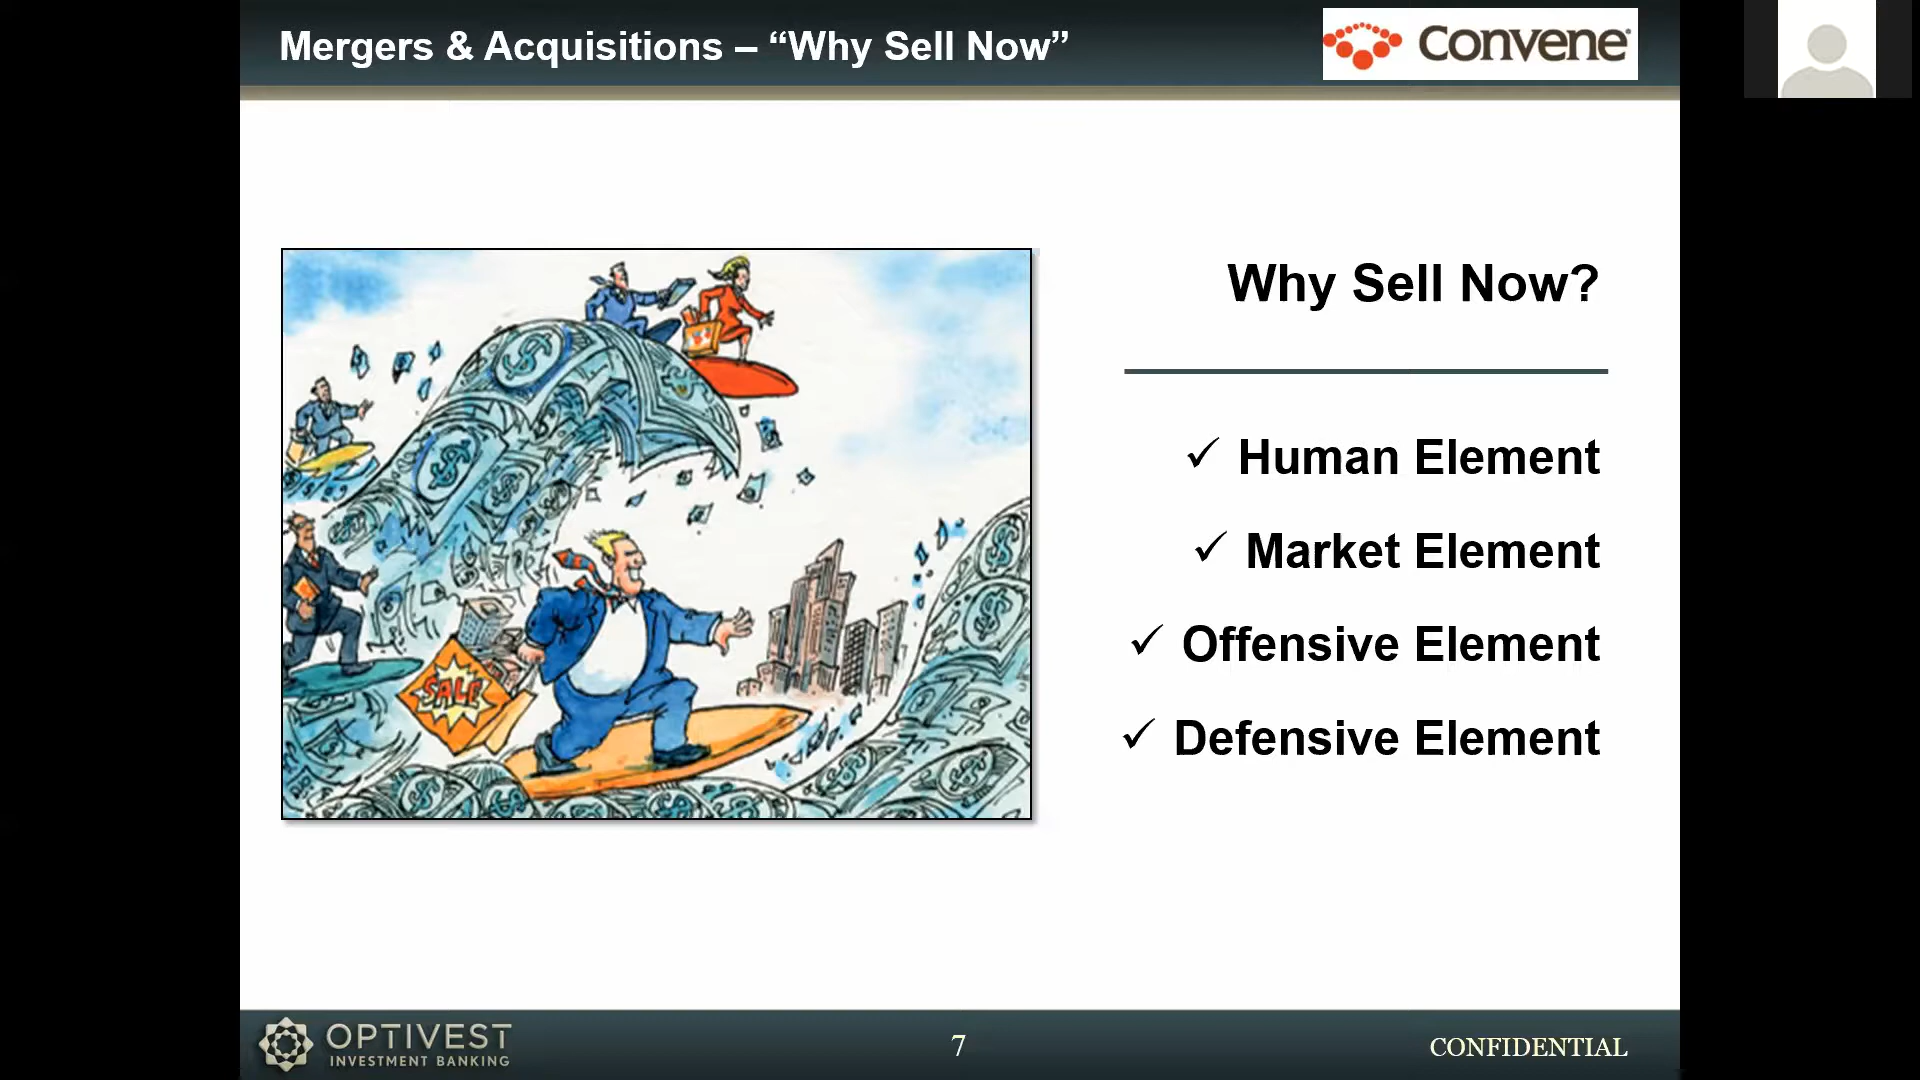 Mergers & Acquisitions – “Why Sell Now”
Convene®
Why Sell Now?
✓ Human Element
✓ Market Element
✓ Offensive Element
✓ Defensive Element
SALE
OPTIVEST
INVESTMENT BANKING
7
CONFIDENTIAL